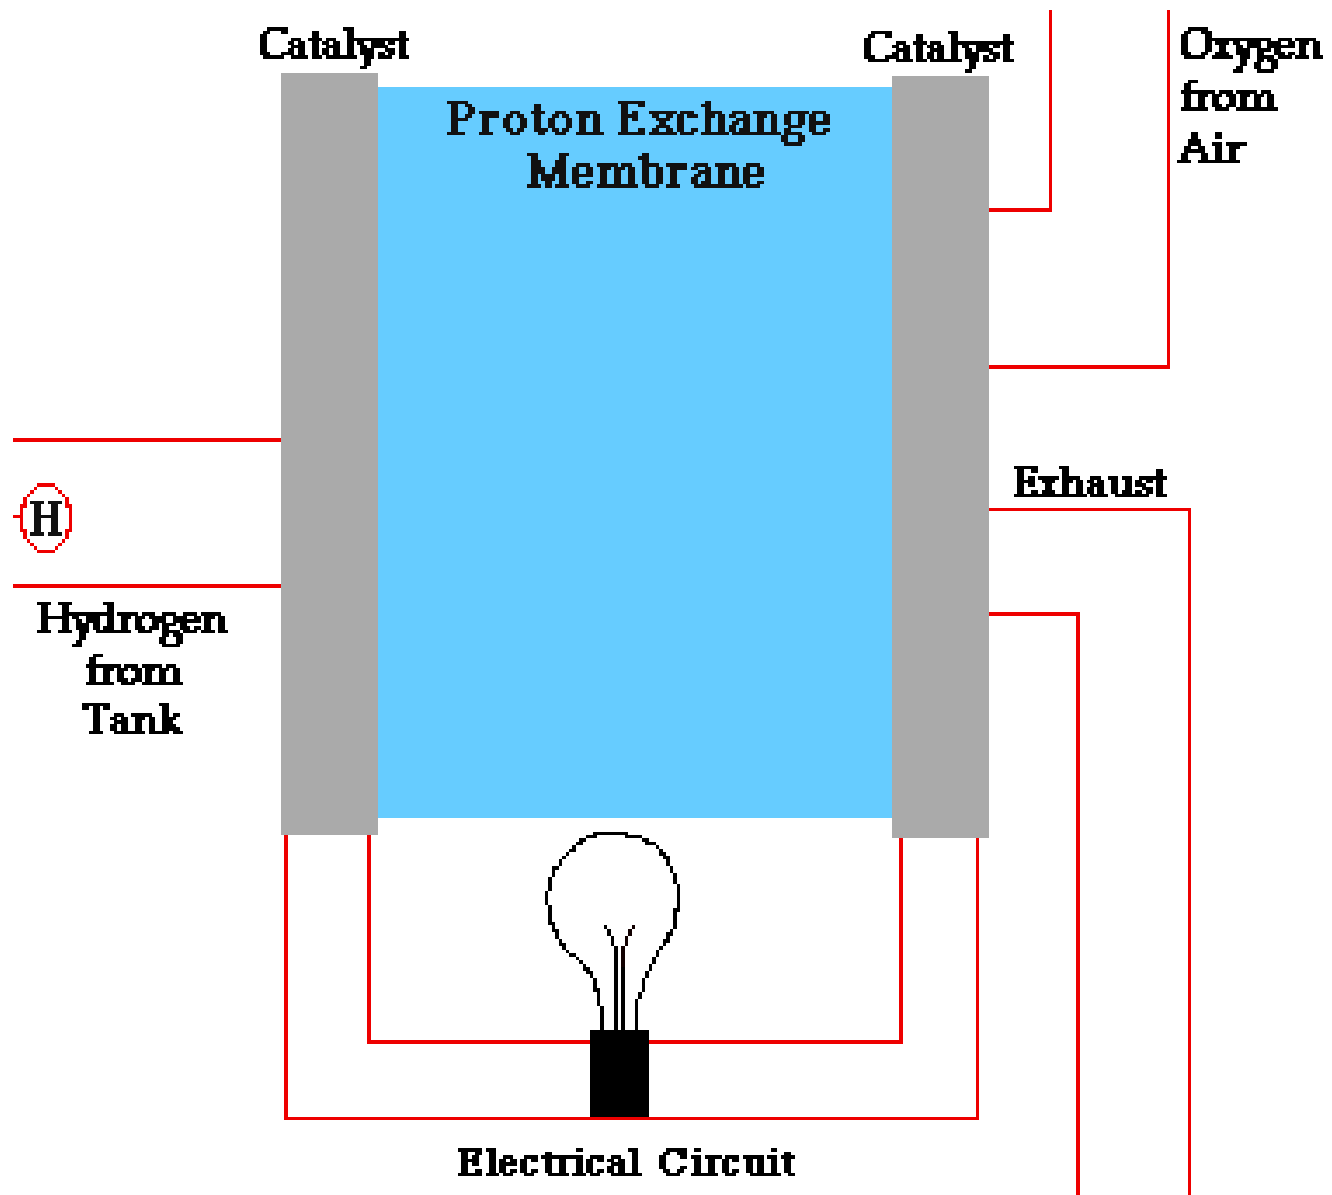 Catalyst
Catalyst
Oxygen
from
Air
Proton Exchange
Membrane
Exhaust
H
Hydrogen
from
Tank
Electrical Circuit